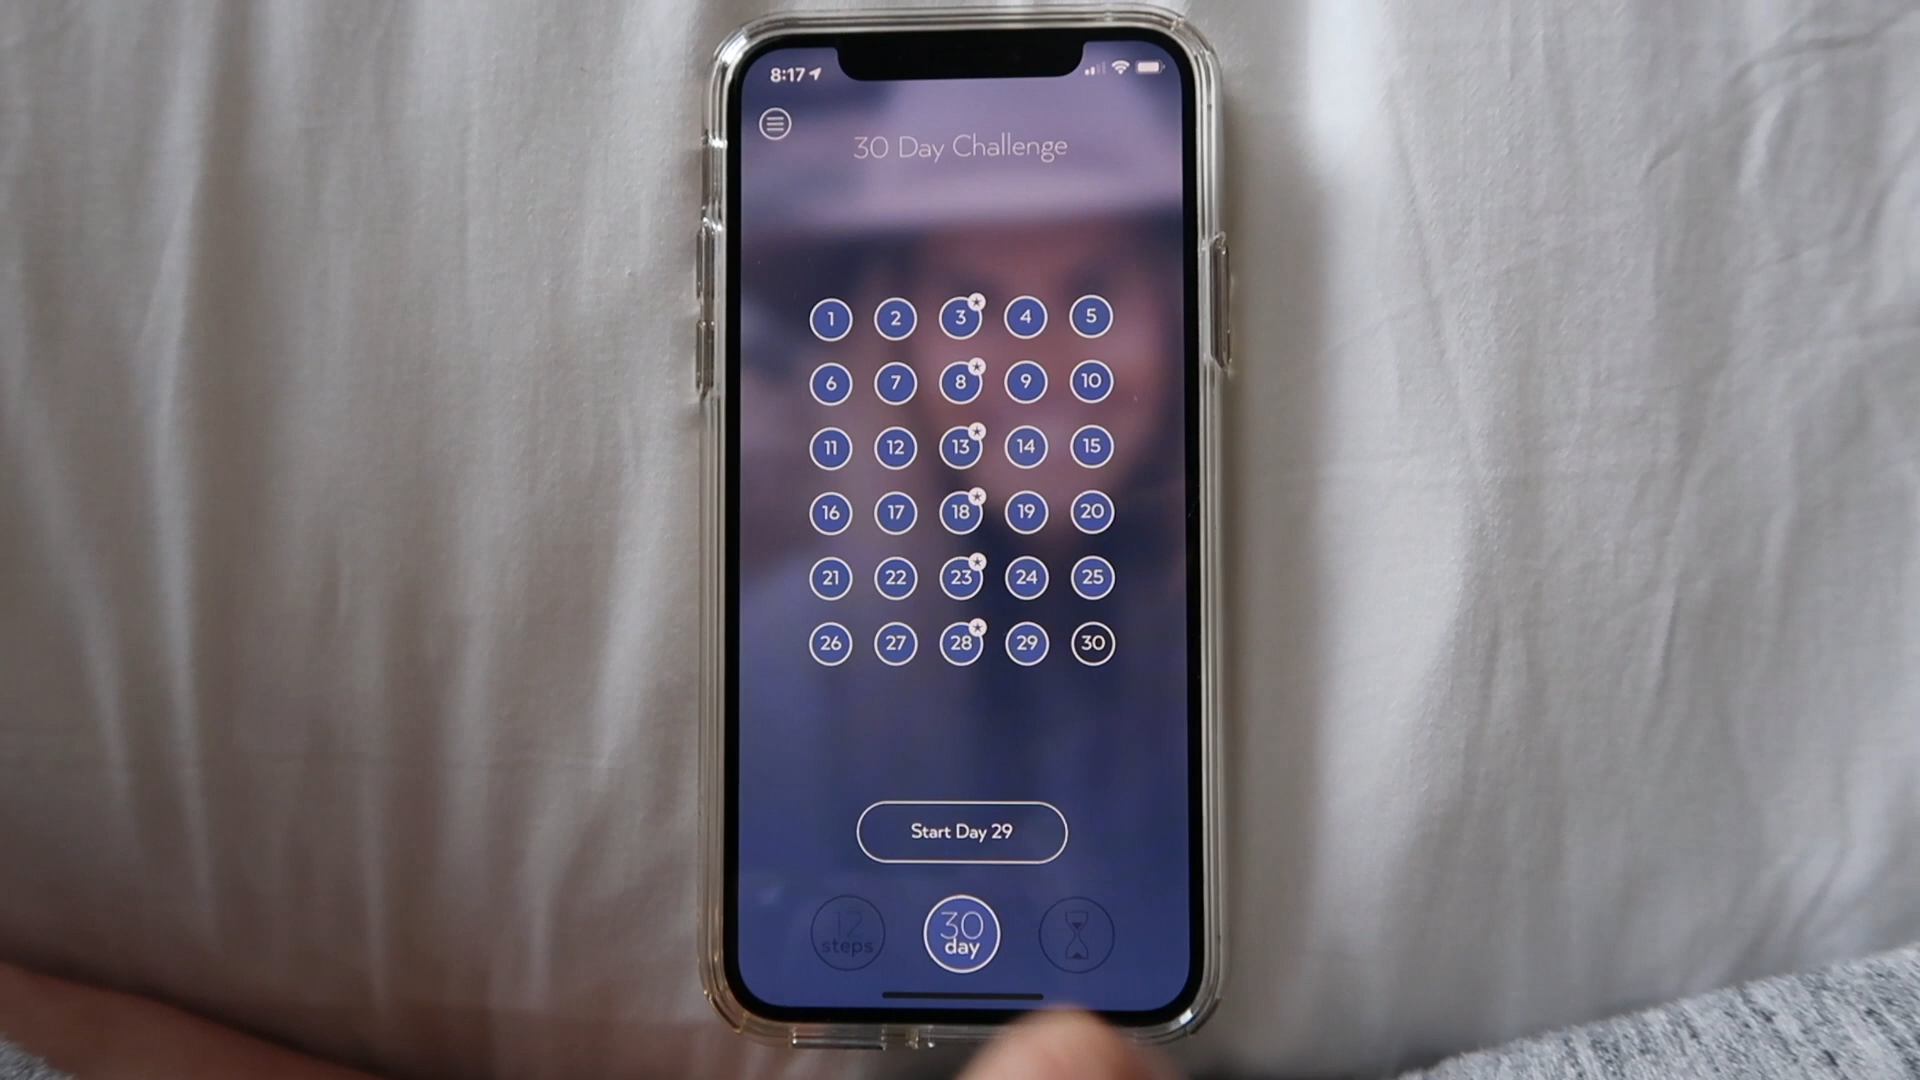 8:17
30 Day Challenge
1 2 3 4 5
6 7 8 9 10
11 12 13 14 15
16 17 18 19 20
21 22 23 24 25
26 27 28 29 30
Start Day 29
12 30
steps day